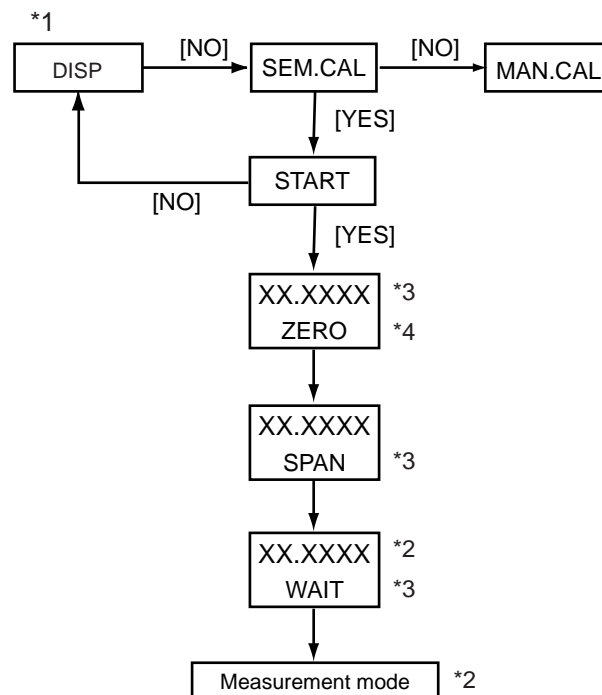 *1
[NO]
[NO]
DISP
SEM.CAL
MAN.CAL
[YES]
START
[NO]
[YES]
XX.XXXX
*3
ZERO
*4
XX.XXXX
SPAN
*3
XX.XXXX
*2
WAIT
*3
Measurement mode
*2